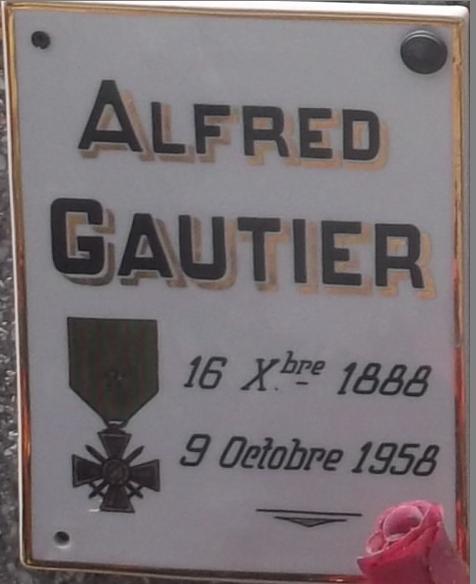 ALFRED
GAUTIER
16 X.bre 1888
9 Octobre 1958